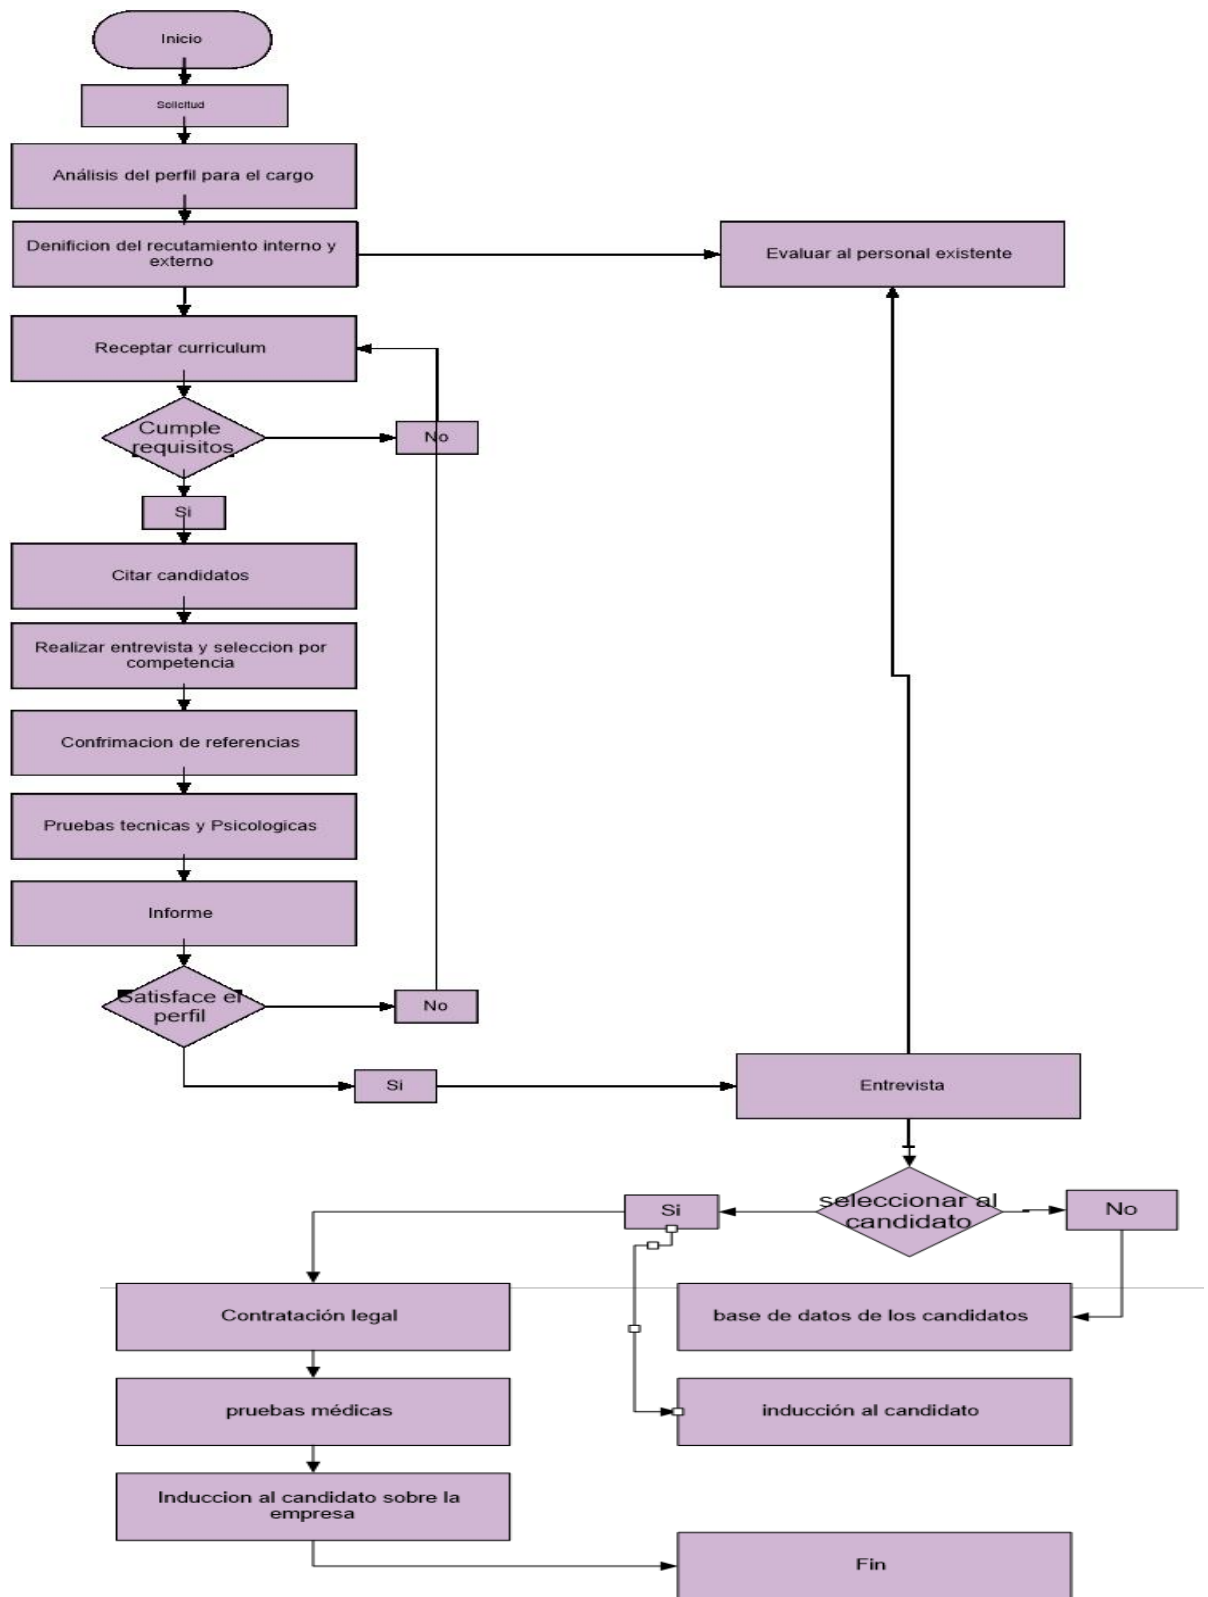 Inicio
Solicitud
Análisis del perfil para el cargo
Denificion del recutamiento interno y
externo
Evaluar al personal existente
Receptar curriculum
Cumple
requisitos
No
Si
Citar candidatos
Realizar entrevista y seleccion por
competencia
Confrimacion de referencias
Pruebas tecnicas y Psicologicas
Informe
Satisface el
perfil
No
Si
Entrevista
seleccionar al
candidato
Si
No
Contratación legal
base de datos de los candidatos
pruebas médicas
inducción al candidato
Induccion al candidato sobre la
empresa
Fin